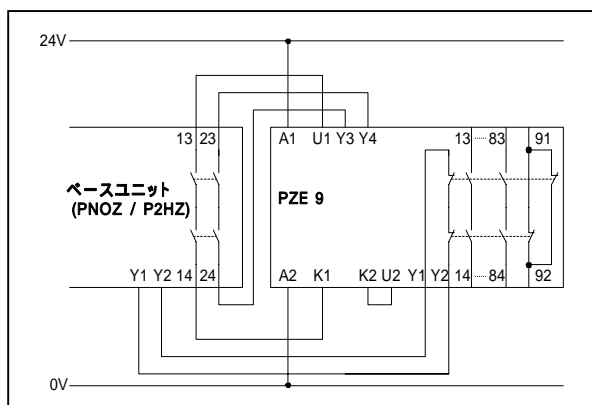 24V
13 23
A1 U1 Y3 Y4 13 83 91
ベースユニット
(PNOZ / P2HZ)
PZE 9
Y1 Y2 14 24
A2 K1 K2 U2 Y1 Y2 14 84 92
0V